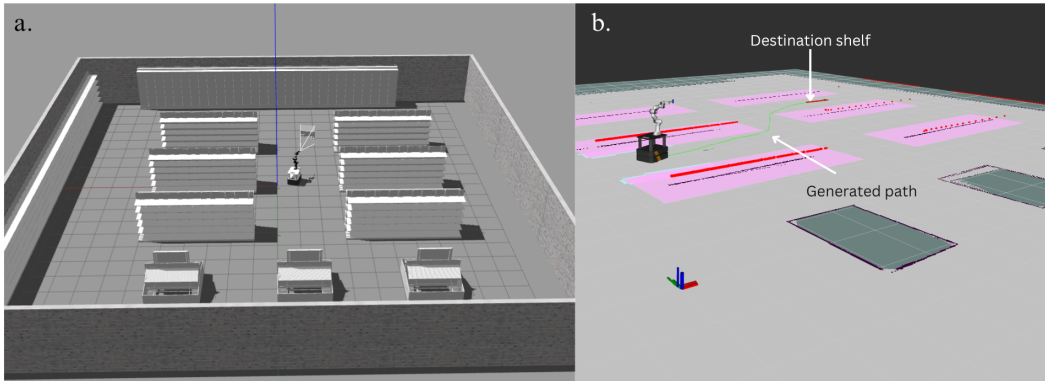 a.
b.
Destination shelf
Generated path